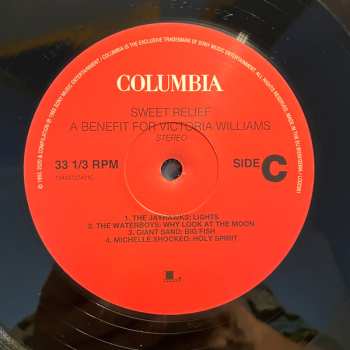 COLUMBIA
SWEET RELIEF
A BENEFIT FOR VICTORIA WILLIAMS
STEREO
33 1/3 RPM
SIDE C
1. THE JAYHAWKS: LIGHTS
2. THE WATERBOYS: WHY LOOK AT THE MOON
3. GIANT SAND: BIG FISH
4. MICHELLE SHOCKED: HOLY SPIRIT